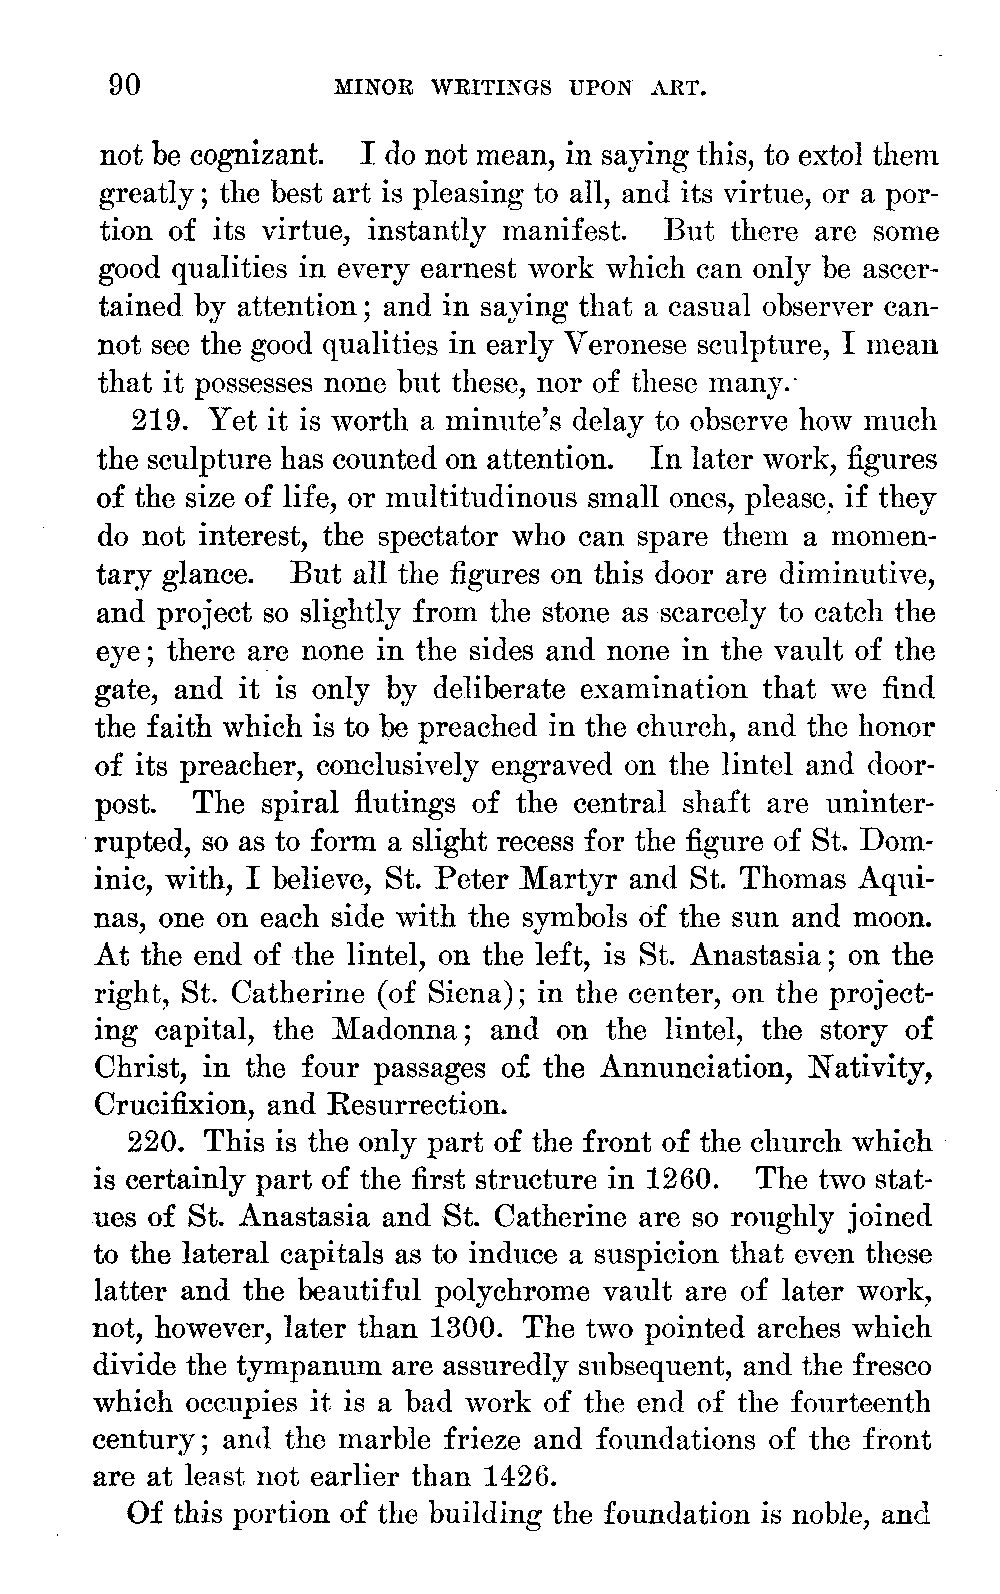 90 MINOR WRITINGS UPON ART.
not be cognizant. I do not mean, in saying this, to extol them
greatly; the best art is pleasing to all, and its virtue, or a por-
tion of its virtue, instantly manifest. But there are some
good qualities in every earnest work which can only be ascer-
tained by attention; and in saying that a casual observer can-
not see the good qualities in early Veronese sculpture, I mean
that it possesses none but these, nor of these many.
219. Yet it is worth a minute's delay to observe how much
the sculpture has counted on attention. In later work, figures
of the size of life, or multitudinous small ones, please, if they
do not interest, the spectator who can spare them a momen-
tary glance. But all the figures on this door are diminutive,
and project so slightly from the stone as scarcely to catch the
eye; there are none in the sides and none in the vault of the
gate, and it is only by deliberate examination that we find
the faith which is to be preached in the church, and the honor
of its preacher, conclusively engraved on the lintel and door-
post. The spiral flutings of the central shaft are uninter-
rupted, so as to form a slight recess for the figure of St. Dom-
inic, with, I believe, St. Peter Martyr and St. Thomas Aqui-
nas, one on each side with the symbols of the sun and moon.
At the end of the lintel, on the left, is St. Anastasia; on the
right, St. Catherine (of Siena); in the center, on the project-
ing capital, the Madonna; and on the lintel, the story of
Christ, in the four passages of the Annunciation, Nativity,
Crucifixion, and Resurrection.
220. This is the only part of the front of the church which
is certainly part of the first structure in 1260. The two stat-
ues of St. Anastasia and St. Catherine are so roughly joined
to the lateral capitals as to induce a suspicion that even these
latter and the beautiful polychrome vault are of later work,
not, however, later than 1300. The two pointed arches which
divide the tympanum are assuredly subsequent, and the fresco
which occupies it is a bad work of the end of the fourteenth
century; and the marble frieze and foundations of the front
are at least not earlier than 1426.
Of this portion of the building the foundation is noble, and